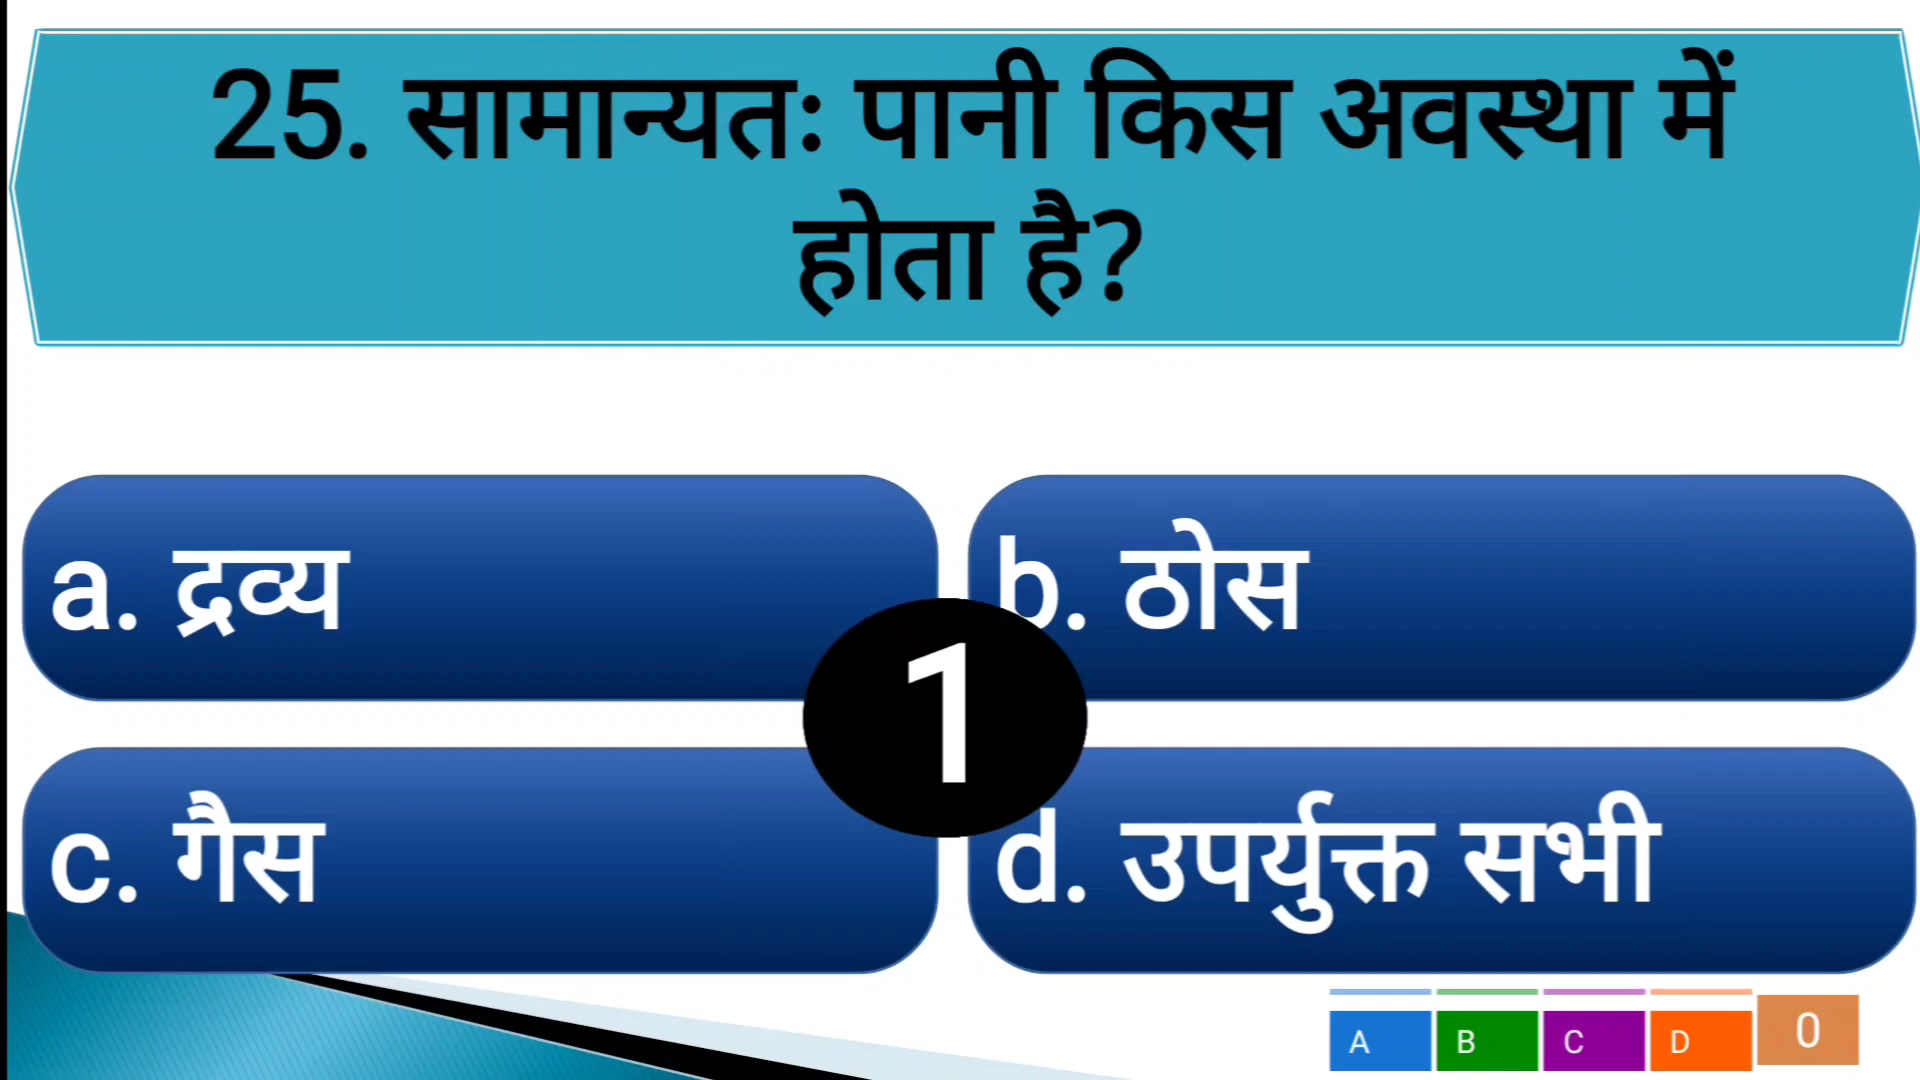 25. सामान्यतः पानी किस अवस्था में
होता है?
a. द्रव्य
b. ठोस
1
c. गैस
d. उपर्युक्त सभी
A B C D 0